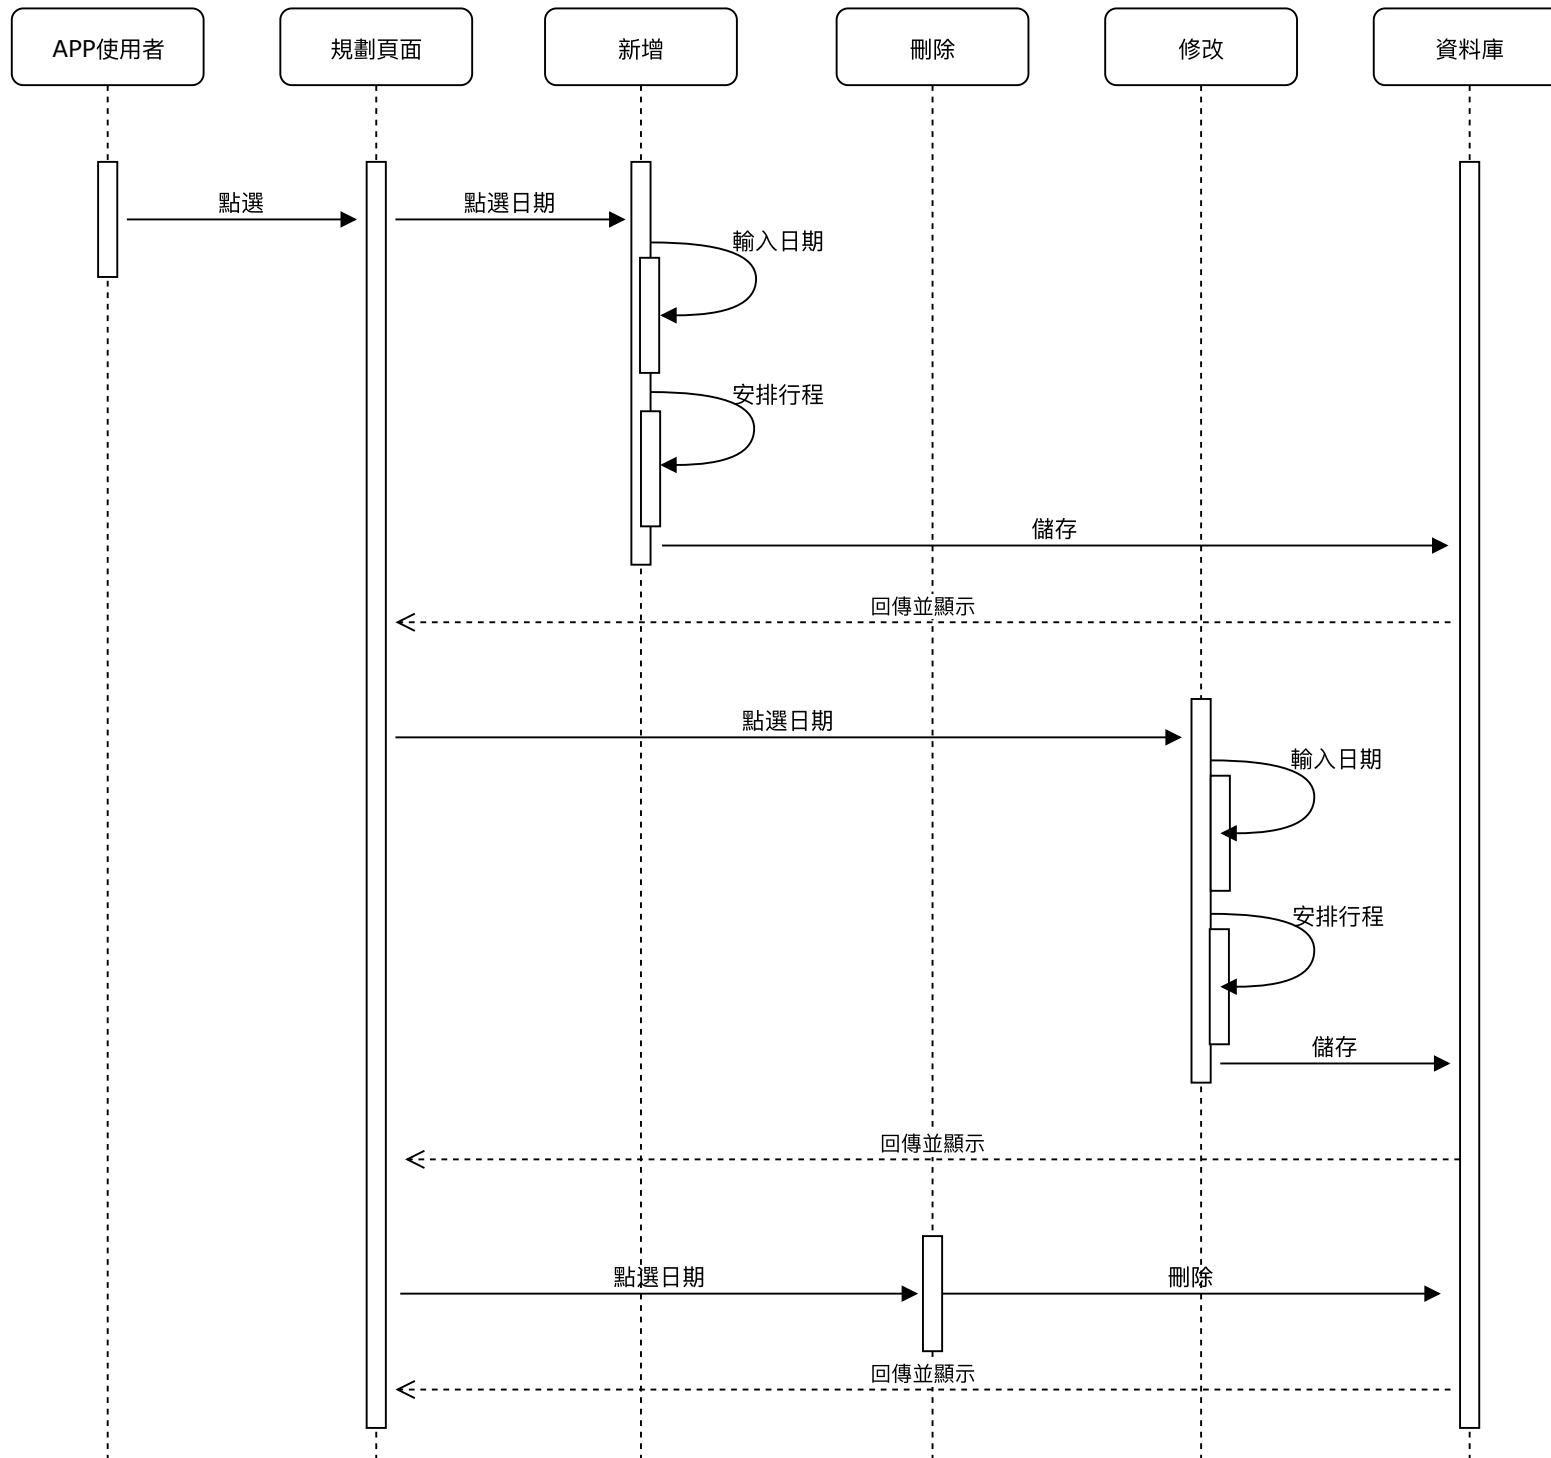 APP使用者
規劃頁面
新增
刪除
修改
資料庫
點選
點選日期
輸入日期
安排行程
儲存
回傳並顯示
點選日期
輸入日期
安排行程
儲存
回傳並顯示
點選日期
刪除
回傳並顯示